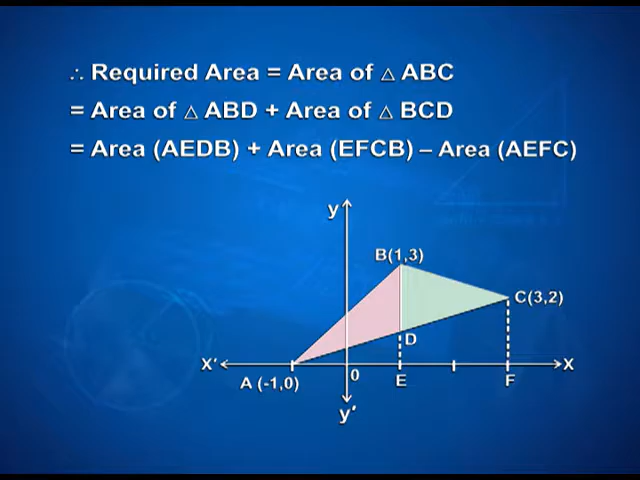 ∴ Required Area = Area of △ ABC
= Area of △ ABD + Area of △ BCD
= Area (AEDB) + Area (EFCB) – Area (AEFC)
y
B(1,3)
C(3,2)
D
X′
X
A (-1,0)
0
E
F
y′